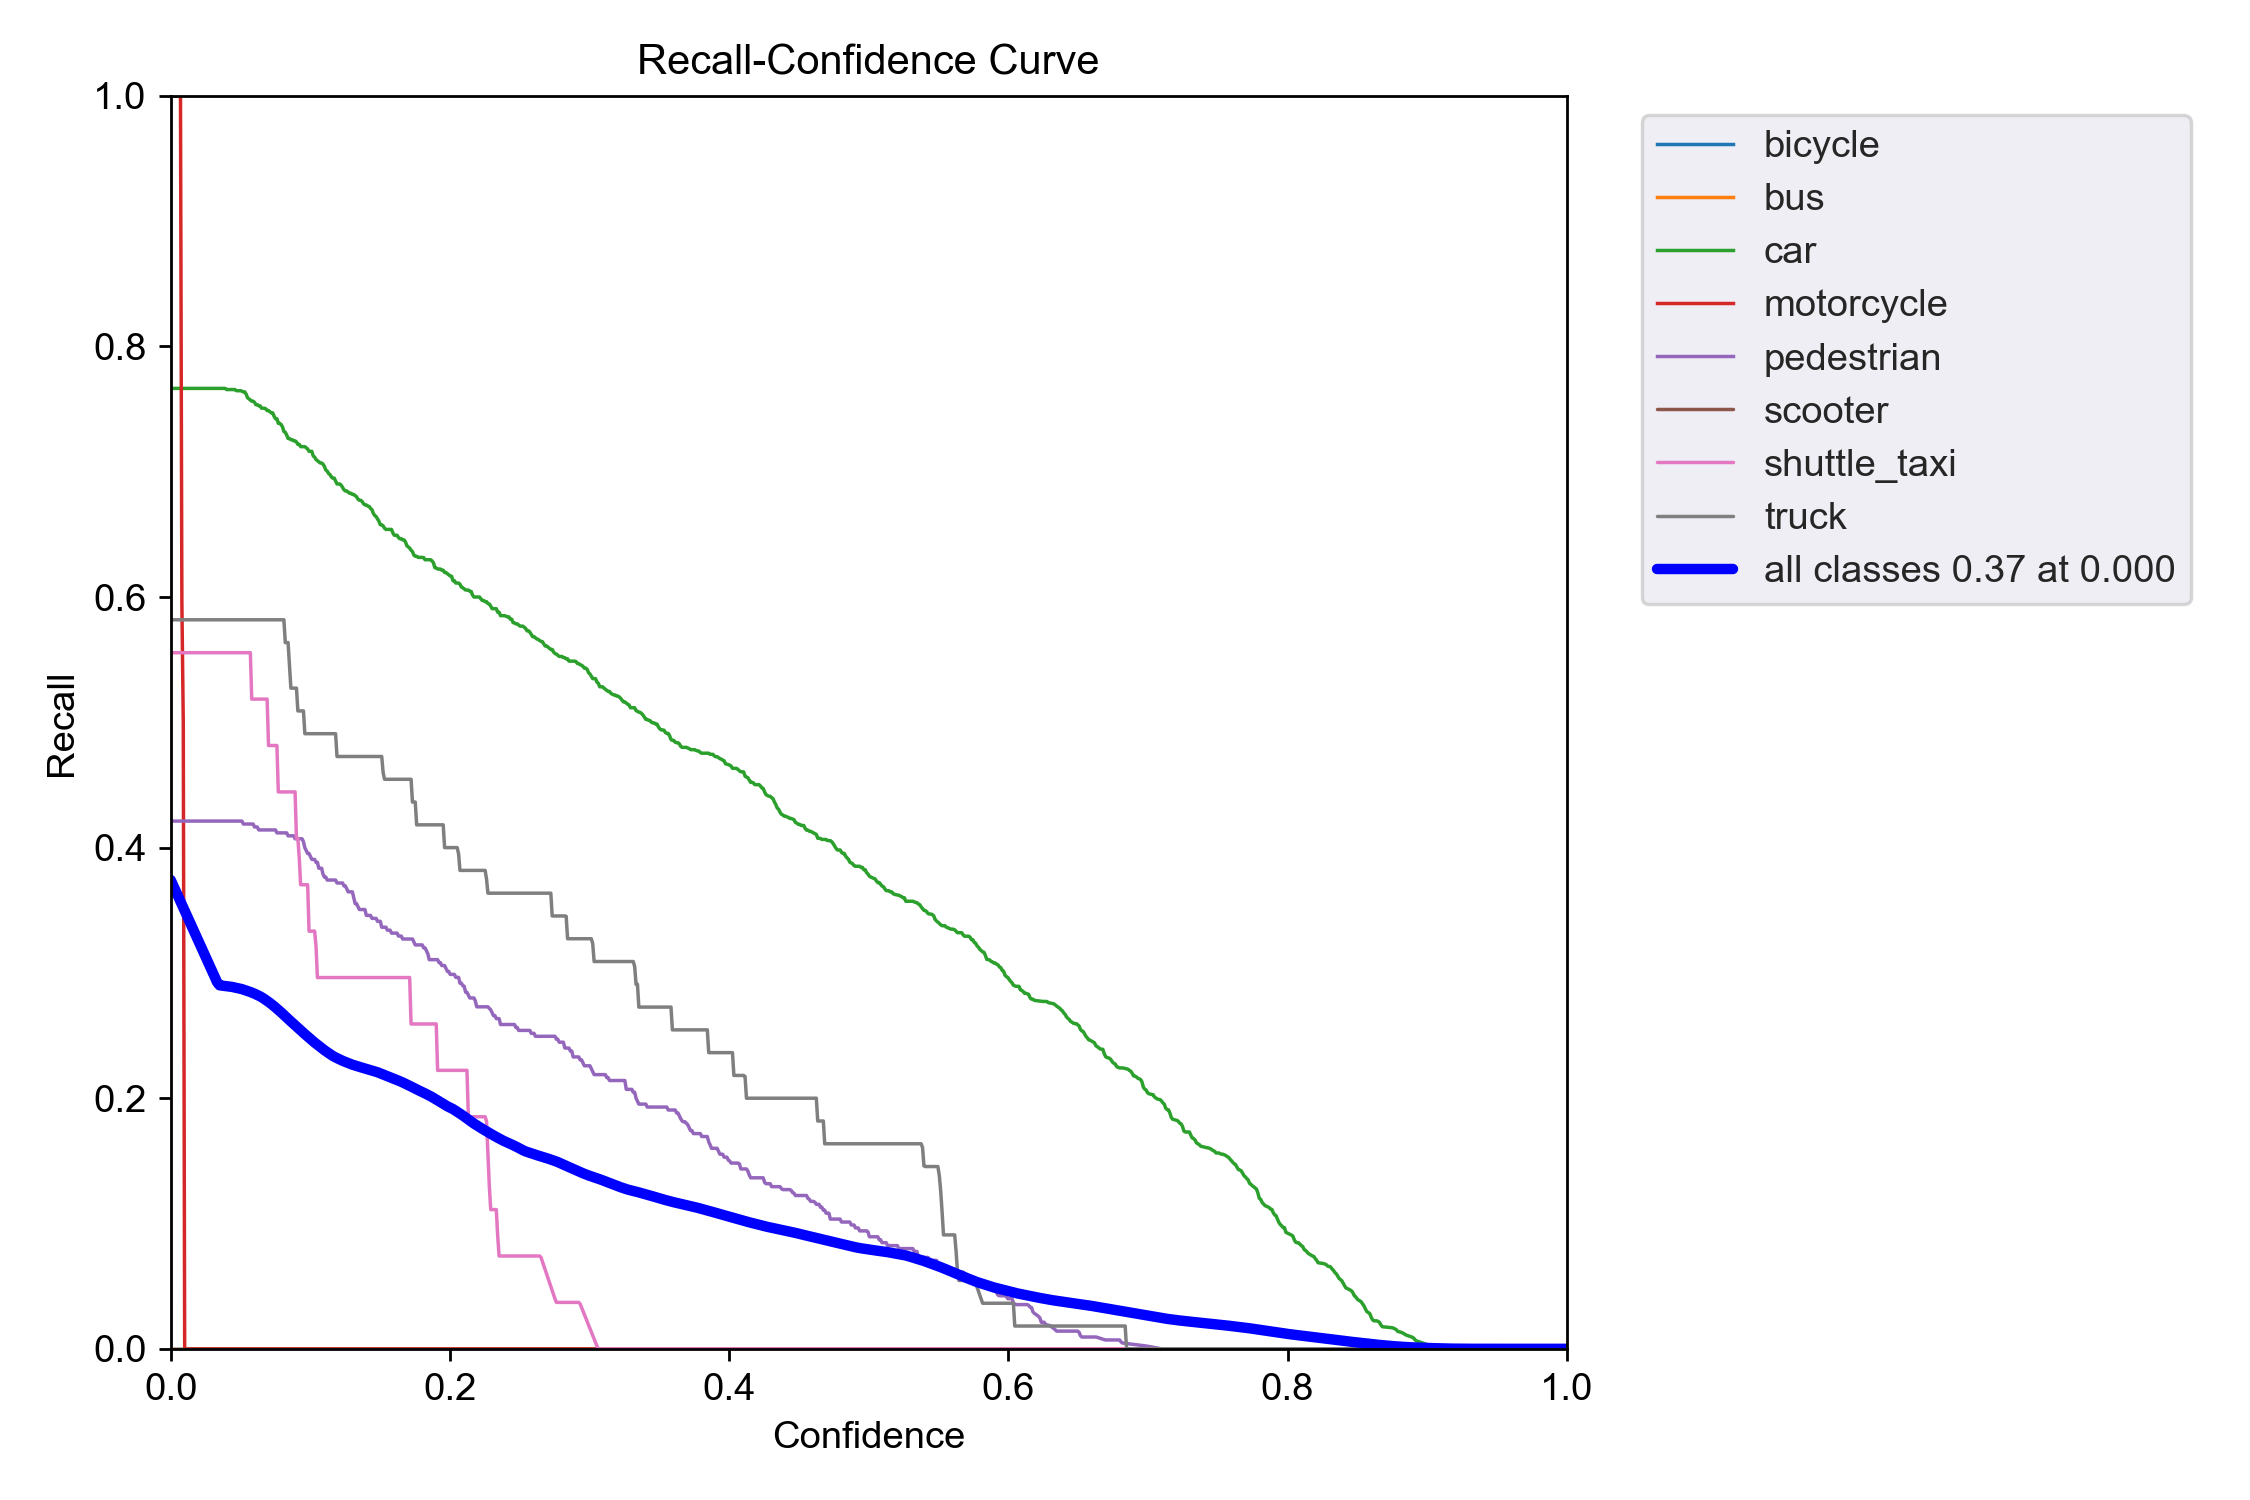 Recall-Confidence Curve
1.0
0.8
0.6
0.4
0.2
0.0
Recall
0.0 0.2 0.4 0.6 0.8 1.0
Confidence
bicycle
bus
car
motorcycle
pedestrian
scooter
shuttle_taxi
truck
all classes 0.37 at 0.000